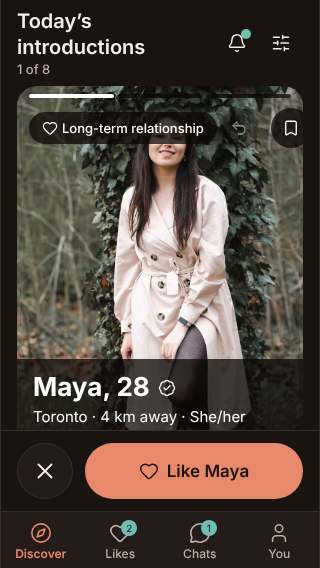 Today’s
introductions
1 of 8
Long-term relationship
Maya, 28
Toronto · 4 km away · She/her
Like Maya
2
1
Discover
Likes
Chats
You